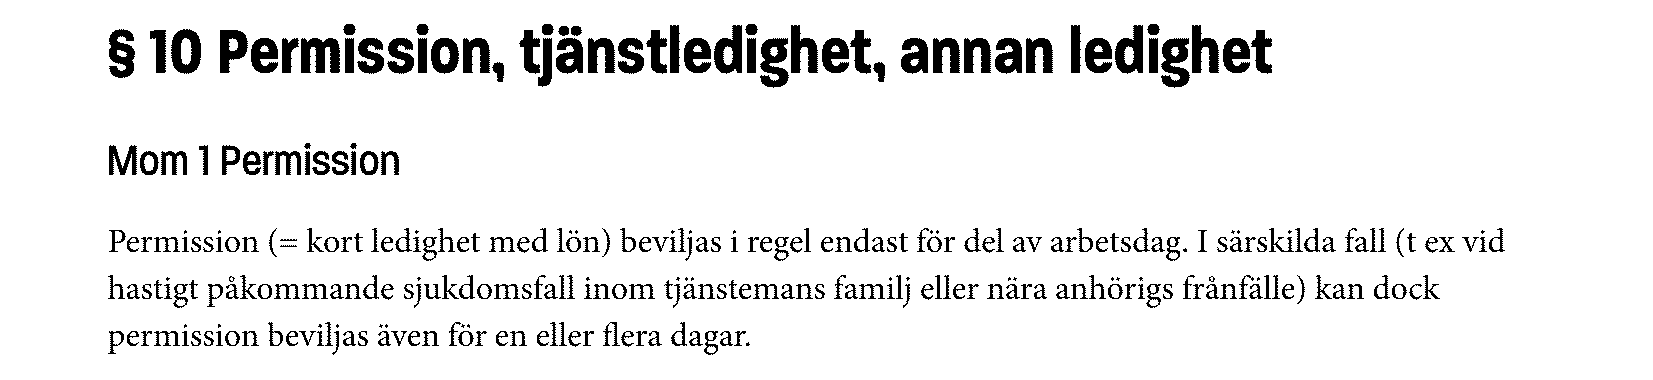 § 10 Permission, tjänstledighet, annan ledighet
Mom 1 Permission
Permission (= kort ledighet med lön) beviljas i regel endast för del av arbetsdag. I särskilda fall (t ex vid
hastigt påkommande sjukdomsfall inom tjänstemans familj eller nära anhörigs frånfälle) kan dock
permission beviljas även för en eller flera dagar.